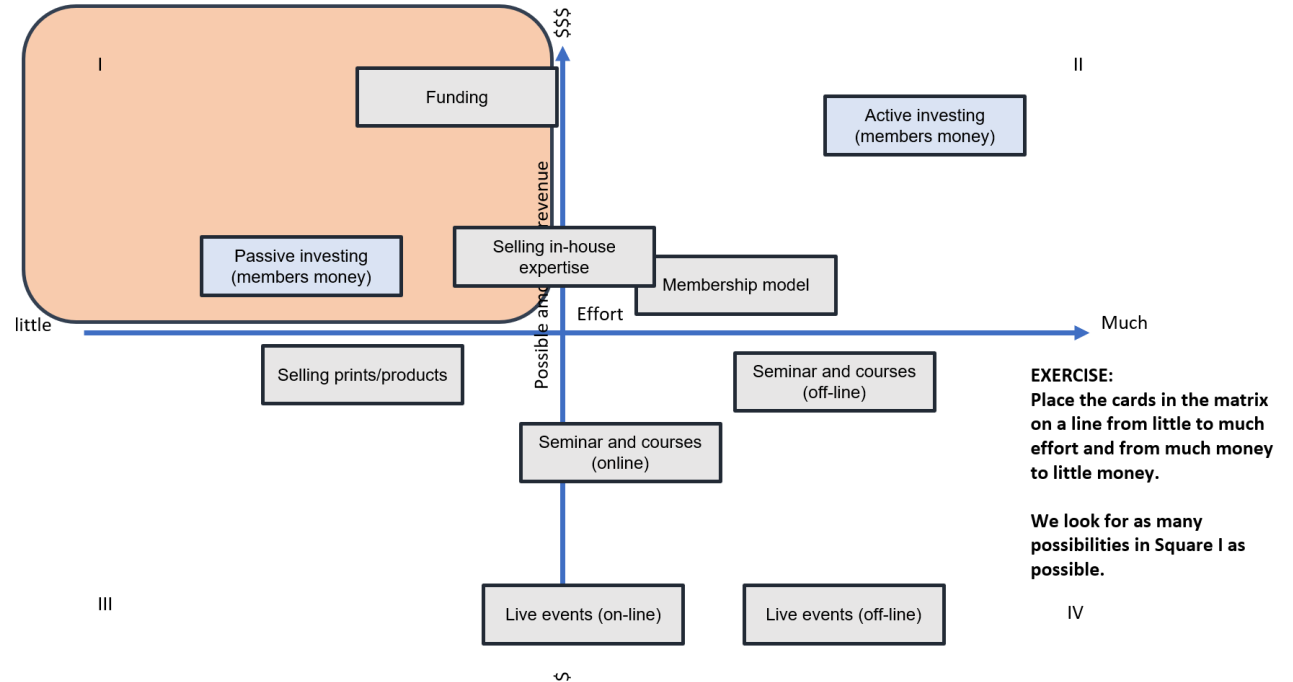 $$$
I
II
Funding
Active investing
(members money)
Possible amo revenue
Passive investing
(members money)
Selling in-house
expertise
Membership model
little
Effort
Much
Selling prints/products
Seminar and courses
(off-line)
EXERCISE:
Place the cards in the matrix
on a line from little to much
effort and from much money
to little money.
We look for as many
possibilities in Square I as
possible.
Seminar and courses
(online)
III
Live events (on-line)
Live events (off-line)
IV
$